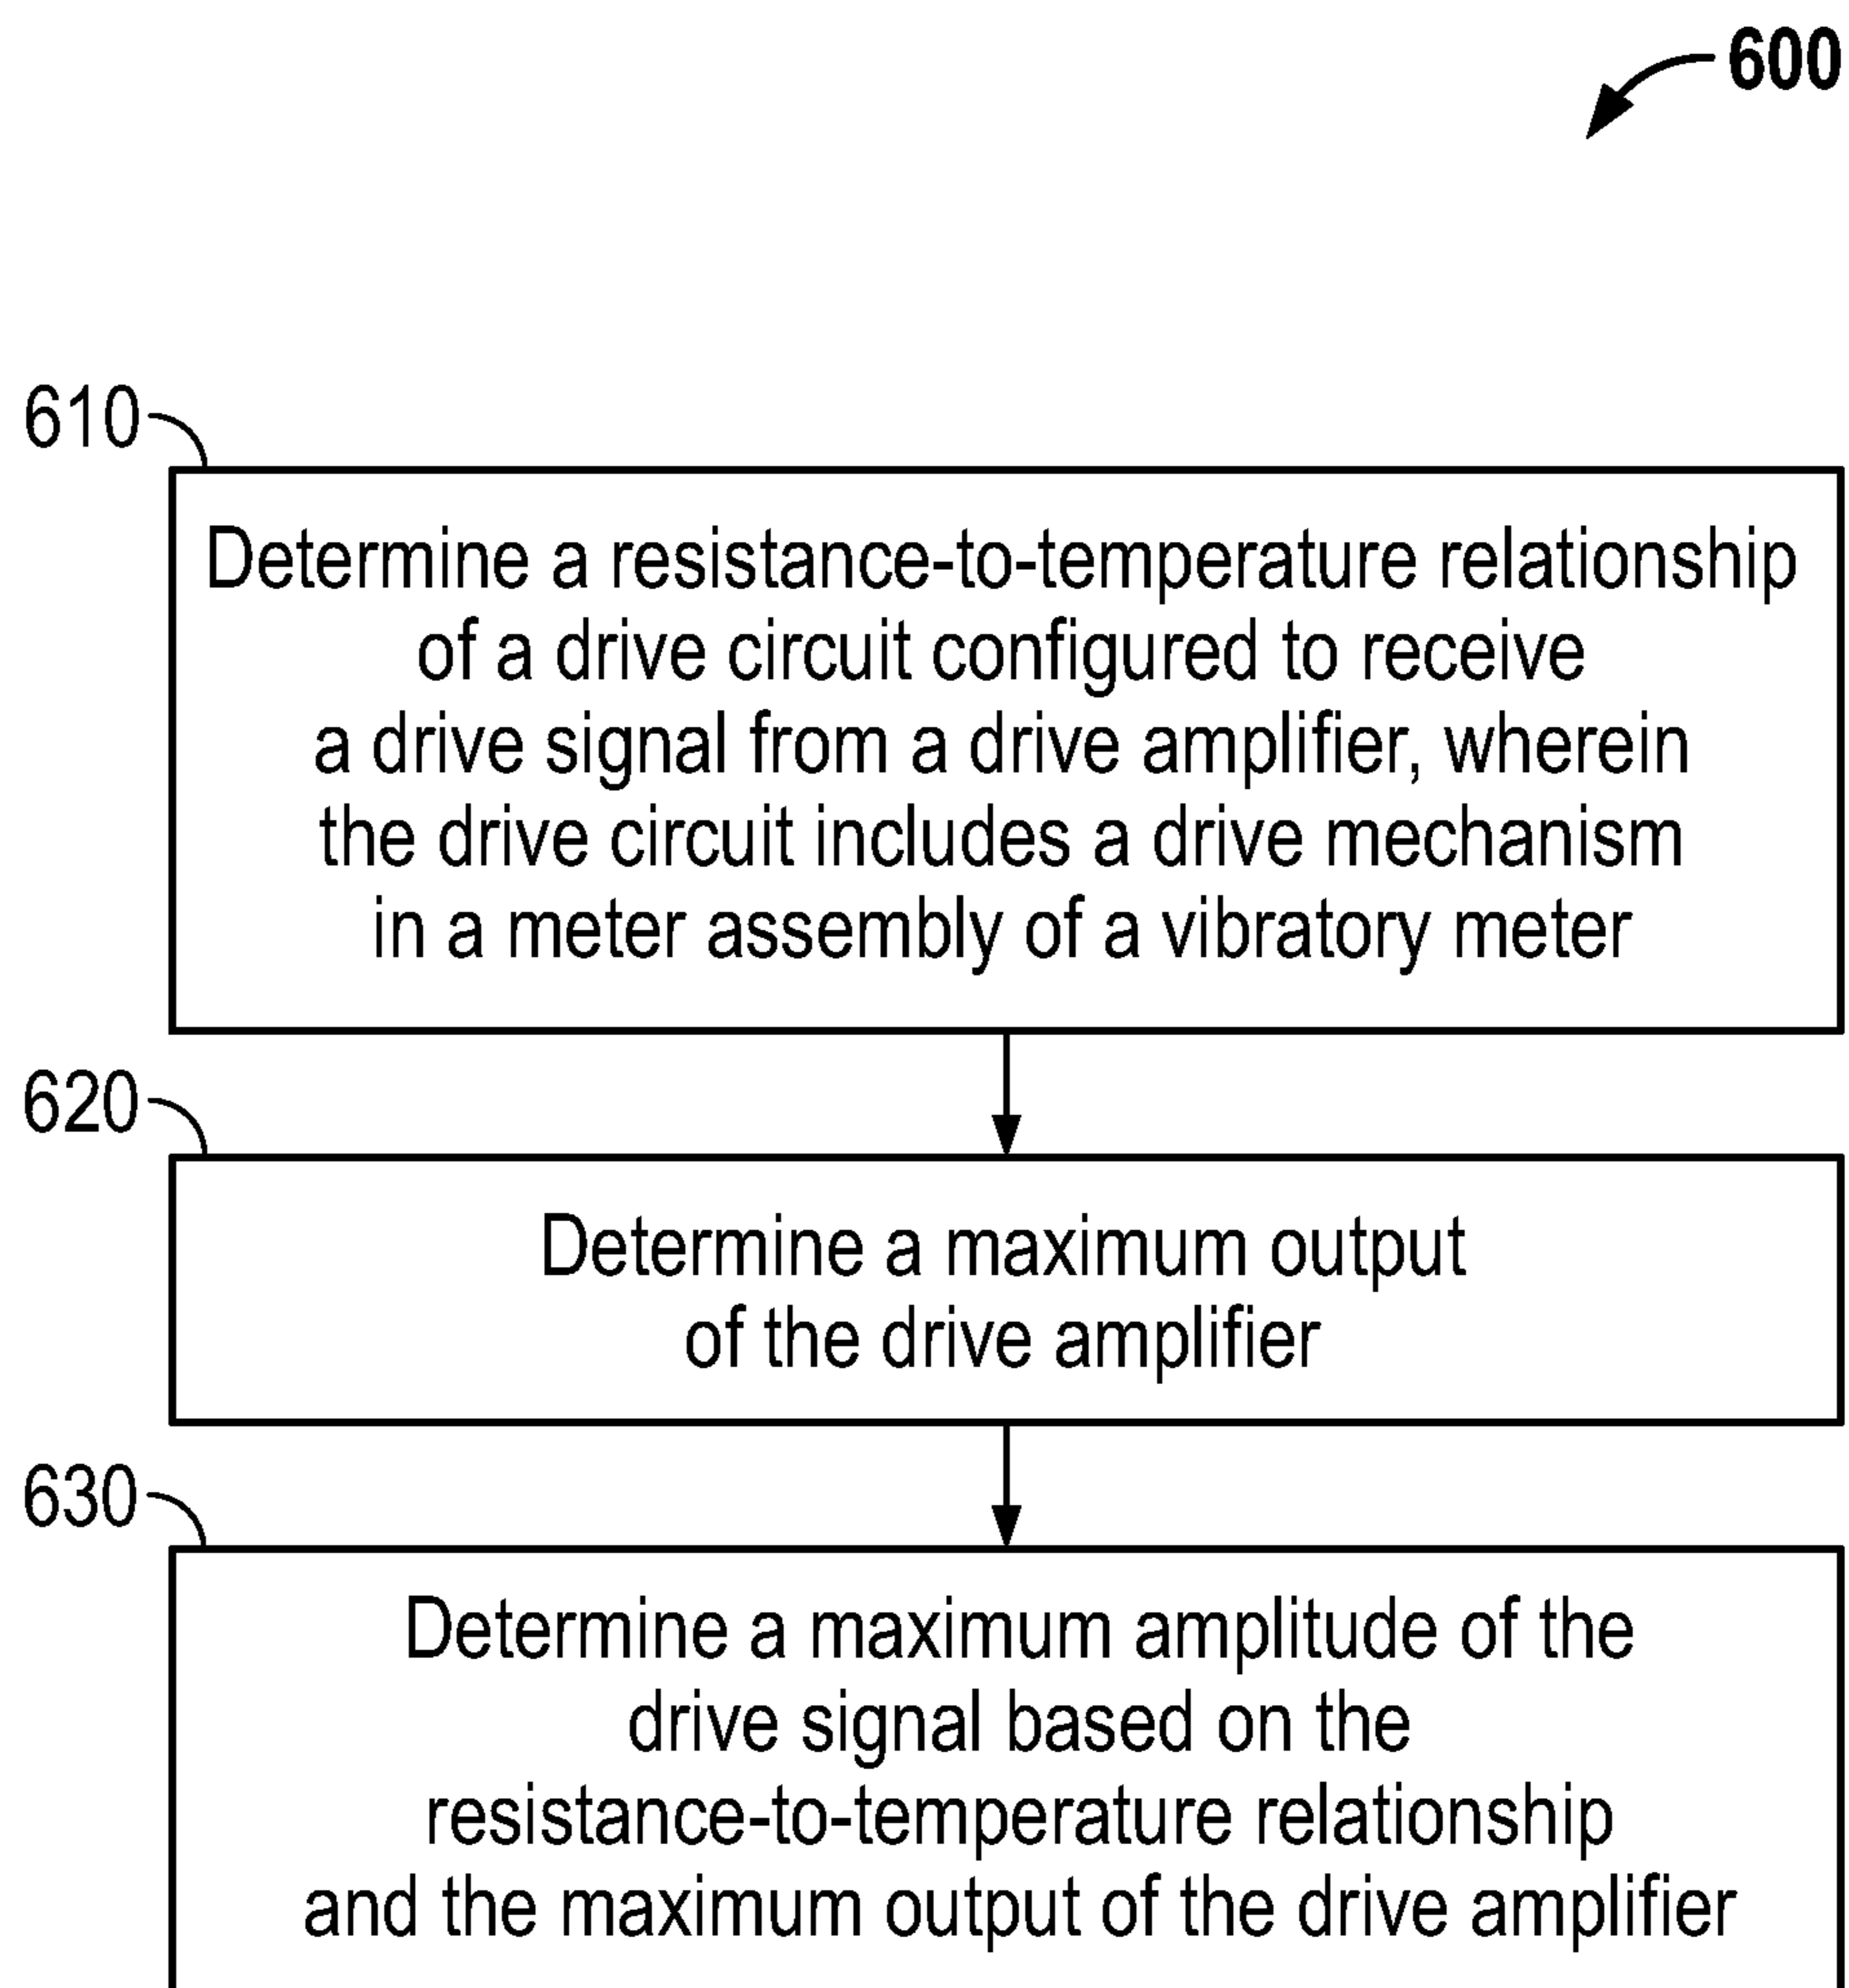 600
610
Determine a resistance-to-temperature relationship
of a drive circuit configured to receive
a drive signal from a drive amplifier, wherein
the drive circuit includes a drive mechanism
in a meter assembly of a vibratory meter
620
Determine a maximum output
of the drive amplifier
630
Determine a maximum amplitude of the
drive signal based on the
resistance-to-temperature relationship
and the maximum output of the drive amplifier